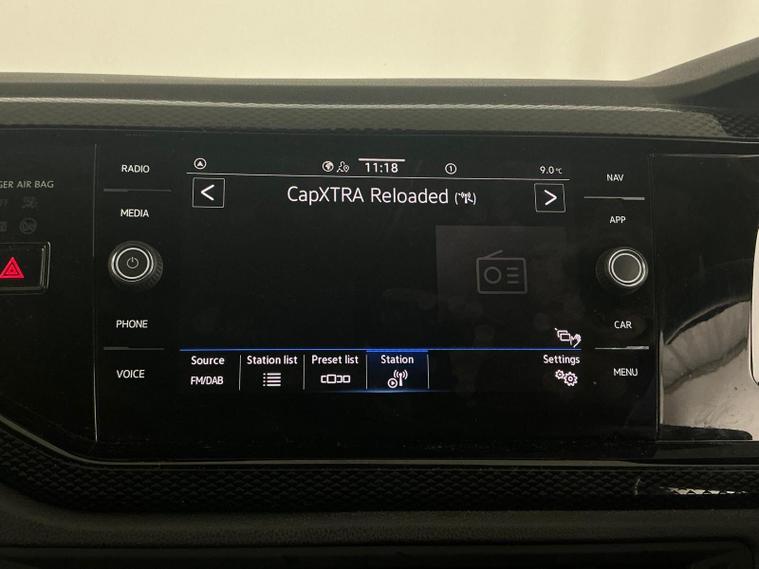 RADIO
11:18
1
9.0°C
NAV
GER AIR BAG
MEDIA
<
CapXTRA Reloaded
>
APP
PHONE
CAR
Source
Station list
Preset list
Station
Settings
VOICE
FM/DAB
MENU